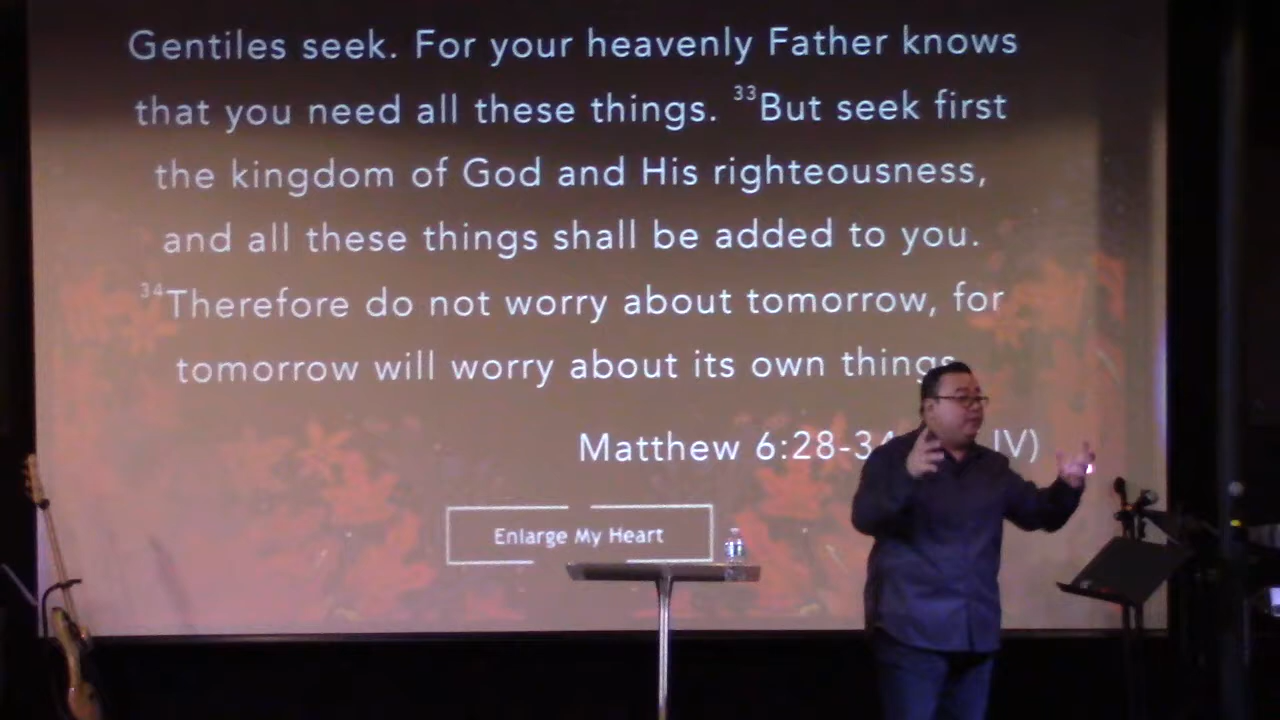 Gentiles seek. For your heavenly Father knows
that you need all these things. ³³But seek first
the kingdom of God and His righteousness,
and all these things shall be added to you.
³⁴Therefore do not worry about tomorrow, for
tomorrow will worry about its own things
Matthew 6:28-34 IV)
Enlarge My Heart